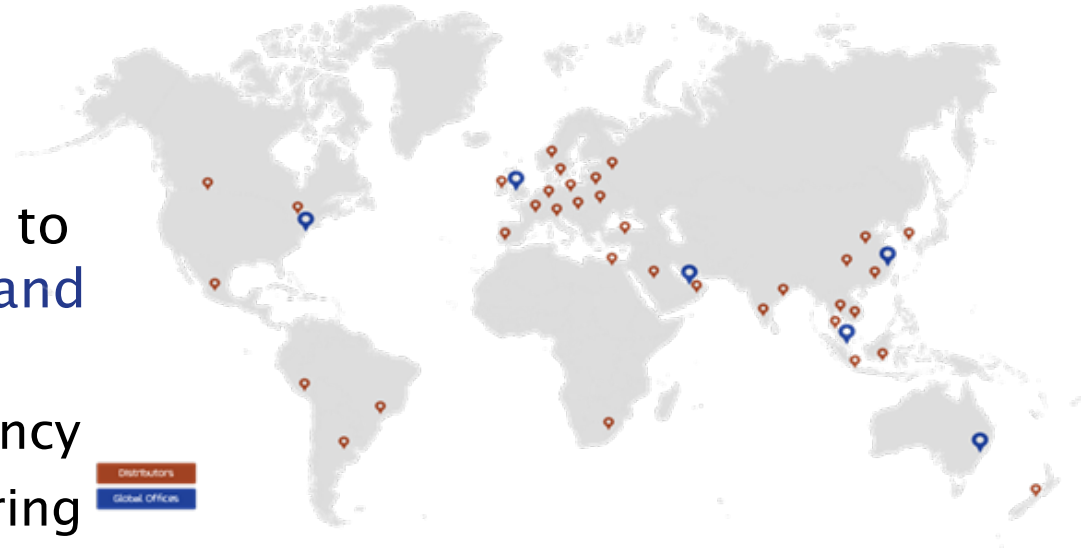 to
and
ncy
Distributors
ring
Global Offices